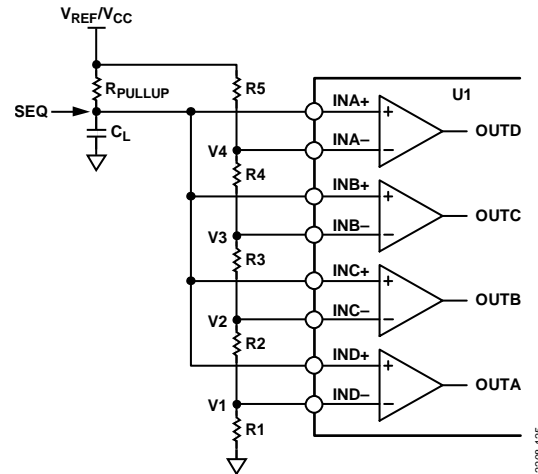 VREF/VCC
RPULLUP
R5
U1
SEQ
INA+
+
OUTD
CL
V4
INA–
–
R4
INB+
+
OUTC
V3
INB–
–
R3
INC+
+
OUTB
V2
INC–
–
R2
IND+
+
OUTA
V1
IND–
–
R1